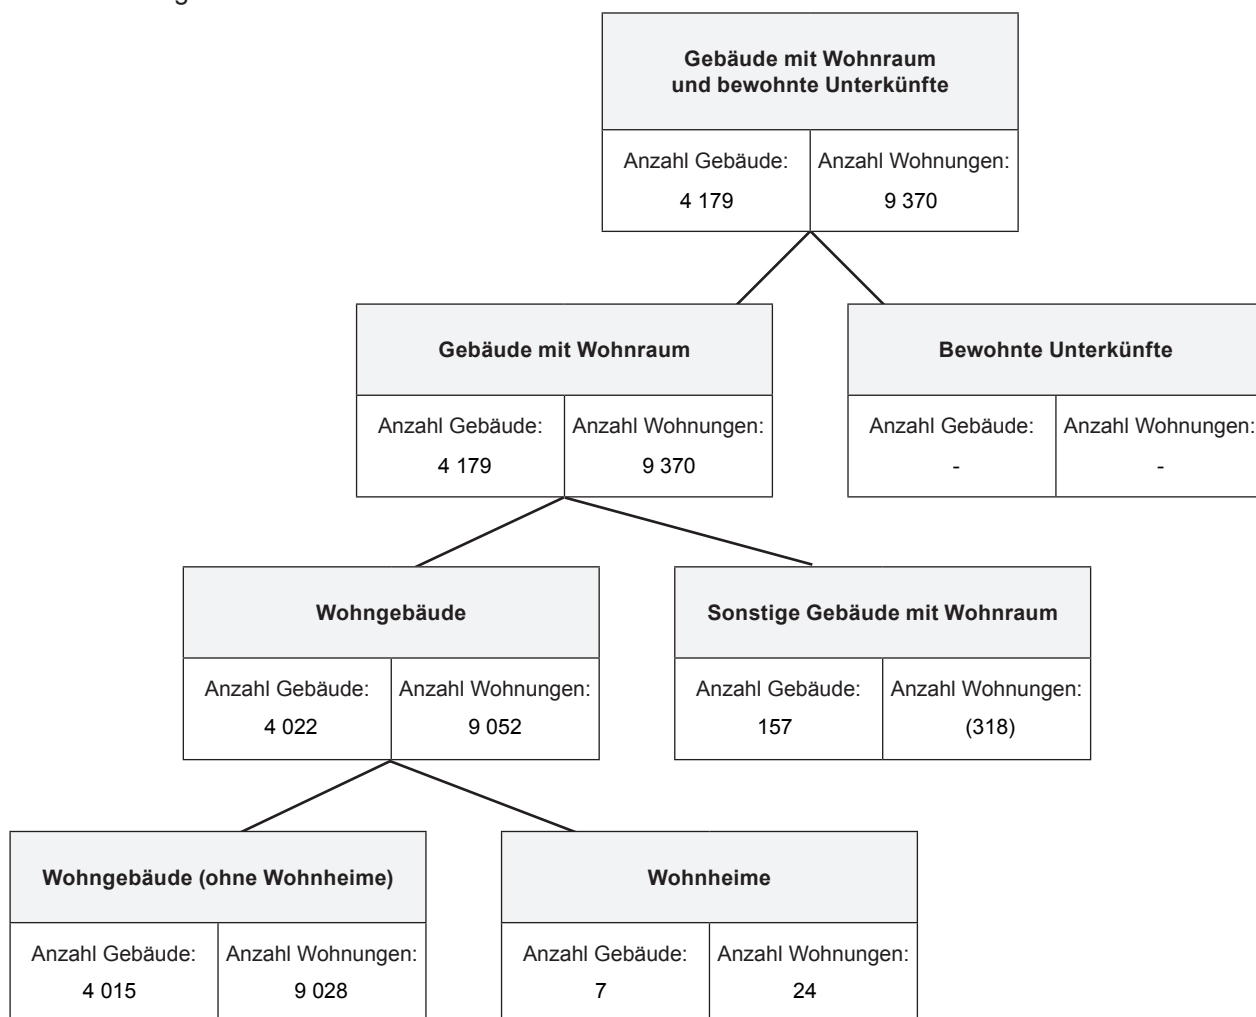 Gebäude mit Wohnraum
und bewohnte Unterkünfte
Anzahl Gebäude: Anzahl Wohnungen:
4 179 9 370
Gebäude mit Wohnraum
Anzahl Gebäude: Anzahl Wohnungen:
4 179 9 370
Bewohnte Unterkünfte
Anzahl Gebäude: Anzahl Wohnungen:
- -
Wohngebäude
Anzahl Gebäude: Anzahl Wohnungen:
4 022 9 052
Sonstige Gebäude mit Wohnraum
Anzahl Gebäude: Anzahl Wohnungen:
157 (318)
Wohngebäude (ohne Wohnheime)
Anzahl Gebäude: Anzahl Wohnungen:
4 015 9 028
Wohnheime
Anzahl Gebäude: Anzahl Wohnungen:
7 24